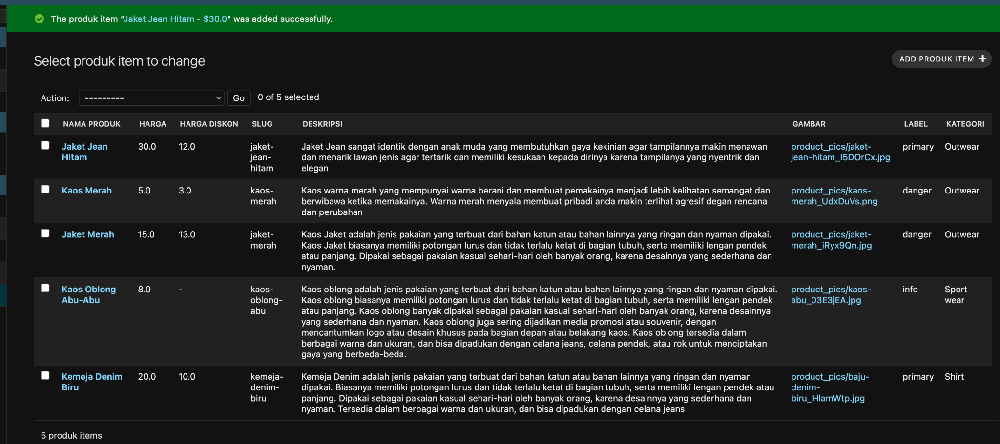 The produk item “Jaket Jean Hitam - $30.0” was added successfully.
Select produk item to change
ADD PRODUK ITEM
Action: --------- Go 0 of 5 selected
NAMA PRODUK HARGA HARGA DISKON SLUG DESKRIPSI GAMBAR LABEL KATEGORI
Jaket Jean 30.0 12.0 jaket- Jaket Jean sangat identik dengan anak muda yang membutuhkan gaya kekinian agar tampilannya makin menawan product_pics/jaket- primary Outwear
Hitam jean- dan menarik lawan jenis agar tertarik dan memiliki kesukaan kepada dirinya karena tampilanya yang nyentrik dan jean-hitam_I5DOrCx.jpg
hitam elegan
Kaos Merah 5.0 3.0 kaos- Kaos warna merah yang mempunyai warna berani dan membuat pemakainya menjadi lebih kelihatan semangat dan product_pics/kaos- danger Outwear
merah berwibawa ketika memakainya. Warna merah menyala membuat pribadi anda makin terlihat agresif degan rencana merah_UdxDuVs.png
dan perubahan
Jaket Merah 15.0 13.0 jaket- Kaos Jaket adalah jenis pakaian yang terbuat dari bahan katun atau bahan lainnya yang ringan dan nyaman dipakai. product_pics/jaket- danger Outwear
merah Kaos Jaket biasanya memiliki potongan lurus dan tidak terlalu ketat di bagian tubuh, serta memiliki lengan pendek merah_iRyx9Qn.jpg
atau panjang. Dipakai sebagai pakaian kasual sehari-hari oleh banyak orang, karena desainnya yang sederhana dan
nyaman.
Kaos Oblong 8.0 - kaos- Kaos oblong adalah jenis pakaian yang terbuat dari bahan katun atau bahan lainnya yang ringan dan nyaman dipakai. product_pics/kaos- info Sport
Abu-Abu oblong- Kaos oblong biasanya memiliki potongan lurus dan tidak terlalu ketat di bagian tubuh, serta memiliki lengan pendek abu_03E3jEA.jpg wear
abu atau panjang. Kaos oblong banyak dipakai sebagai pakaian kasual sehari-hari oleh banyak orang, karena desainnya
yang sederhana dan nyaman. Kaos oblong juga sering dijadikan media promosi atau souvenir, dengan
mencantumkan logo atau desain khusus pada bagian depan atau belakang kaos. Kaos oblong tersedia dalam
berbagai warna dan ukuran, dan bisa dipadukan dengan celana jeans, celana pendek, atau rok untuk menciptakan
gaya yang berbeda-beda.
Kemeja Denim 20.0 10.0 kemeja- Kemeja Denim adalah jenis pakaian yang terbuat dari bahan katun atau bahan lainnya yang ringan dan nyaman product_pics/baju- primary Shirt
Biru denim- dipakai. Biasanya memiliki potongan lurus dan tidak terlalu ketat di bagian tubuh, serta memiliki lengan pendek atau denim-
biru panjang. Dipakai sebagai pakaian kasual sehari-hari oleh banyak orang, karena desainnya yang sederhana dan biru_HlamWtp.jpg
nyaman. Tersedia dalam berbagai warna dan ukuran, dan bisa dipadukan dengan celana jeans
5 produk items